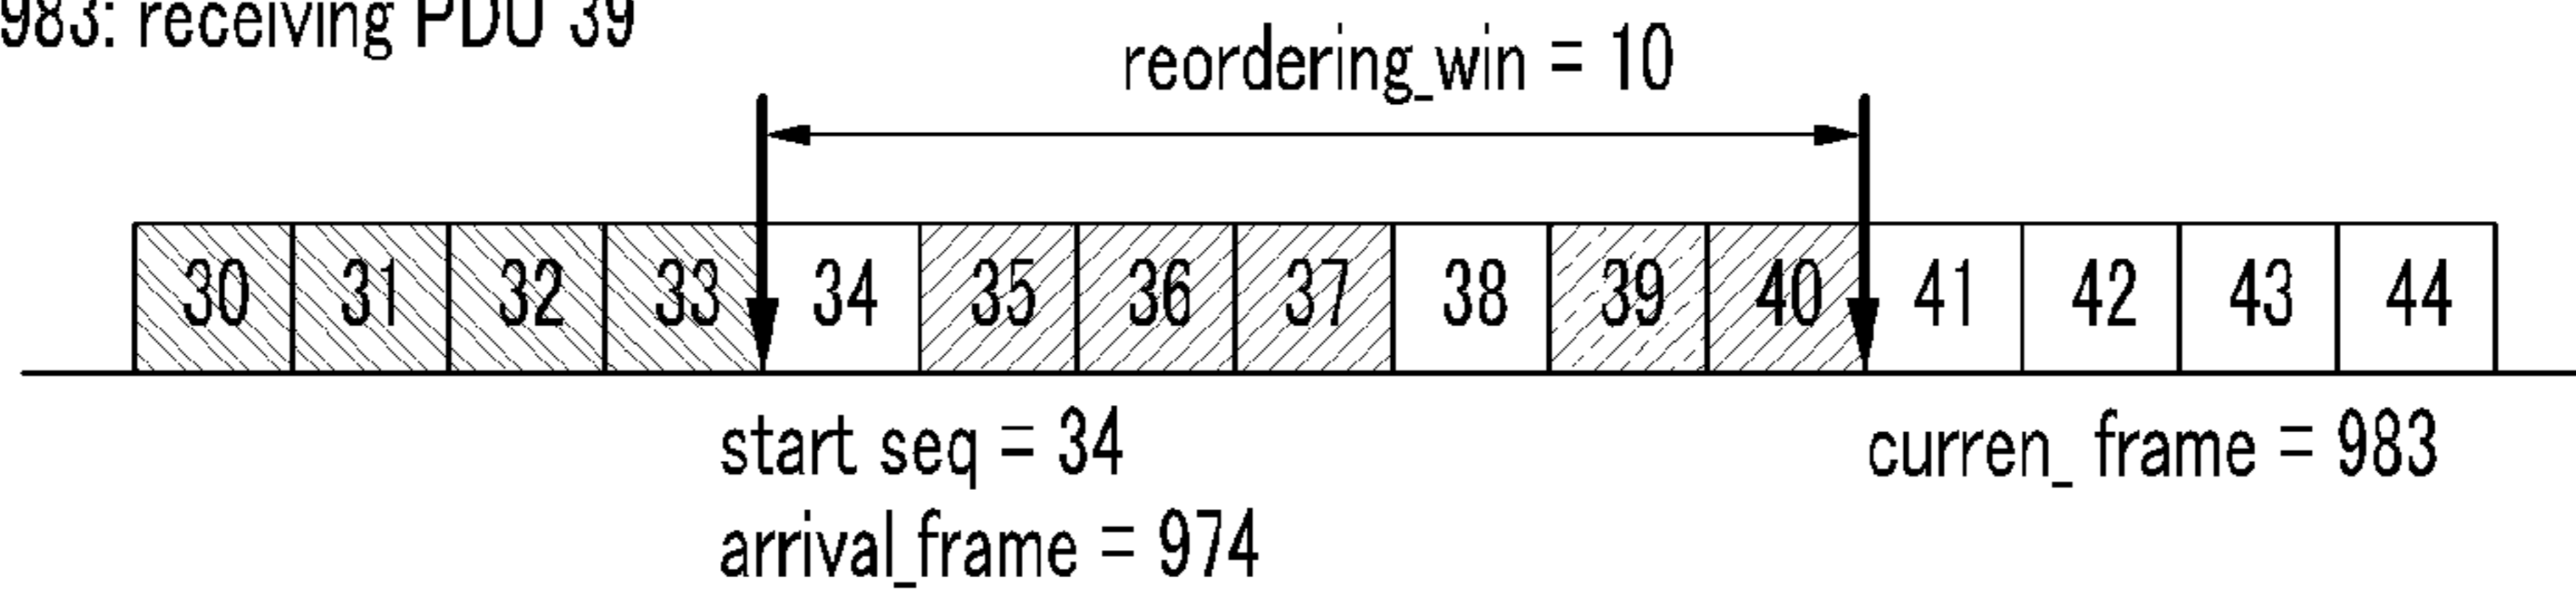 983: receiving PDU 39
reordering_win = 10
30 31 32 33 34 35 36 37 38 39 40 41 42 43 44
start seq = 34
curren_ frame = 983
arrival_frame = 974